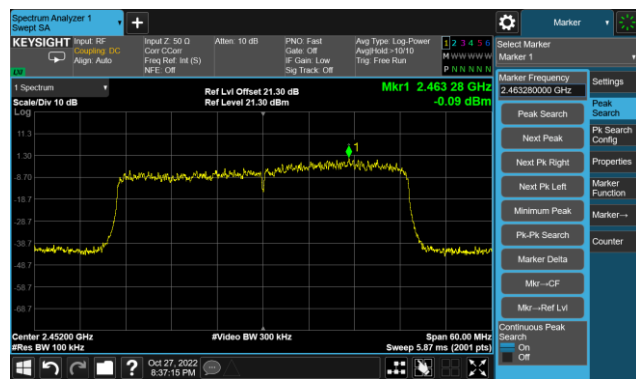 Spectrum Analyzer 1
Swept SA
Marker
KEYSIGHT
Input: RF
Coupling: DC
Align: Auto
Input Z: 50 Ω
Corr CCorr
Freq Ref: Int (S)
NFE: Off
Atten: 10 dB
PNO: Fast
Gate: Off
IF Gain: Low
Sig Track: Off
Avg Type: Log-Power
Avg|Hold:>10/10
Trig: Free Run
1 2 3 4 5 6
M W W W W W
P N N N N N
Select Marker
Marker 1
1 Spectrum
Scale/Div 10 dB
Log
Ref Lvl Offset 21.30 dB
Ref Level 21.30 dBm
Mkr1 2.463 28 GHz
-0.09 dBm
11.3
1.30
-8.70
-18.7
-28.7
-38.7
-48.7
-58.7
-68.7
1
Center 2.45200 GHz
#Res BW 100 kHz
#Video BW 300 kHz
Span 60.00 MHz
Sweep 5.87 ms (2001 pts)
Marker Frequency
2.463280000 GHz
Peak Search
Next Peak
Next Pk Right
Next Pk Left
Minimum Peak
Pk-Pk Search
Marker Delta
Mkr→CF
Mkr→Ref Lvl
Continuous Peak
Search
On
Off
Settings
Peak
Search
Pk Search
Config
Properties
Marker
Function
Marker→
Counter
Oct 27, 2022
8:37:15 PM